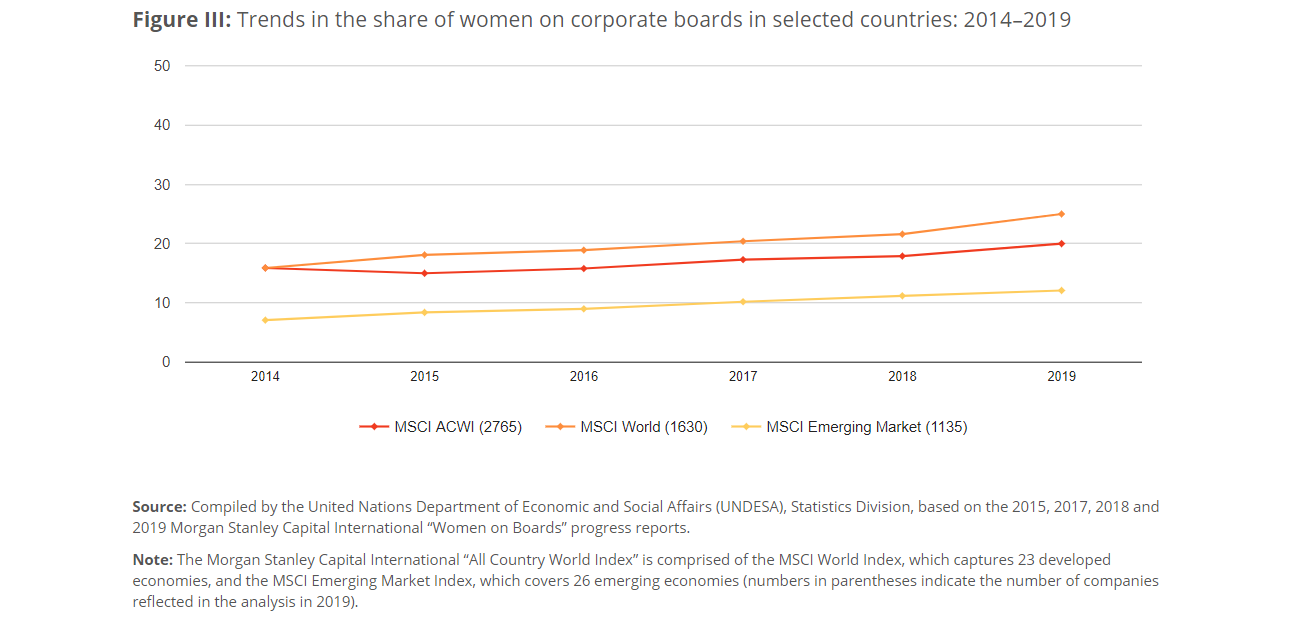 Figure III: Trends in the share of women on corporate boards in selected countries: 2014–2019
50
40
30
20
10
0
2014 2015 2016 2017 2018 2019
MSCI ACWI (2765) MSCI World (1630) MSCI Emerging Market (1135)
Source: Compiled by the United Nations Department of Economic and Social Affairs (UNDESA), Statistics Division, based on the 2015, 2017, 2018 and
2019 Morgan Stanley Capital International “Women on Boards” progress reports.
Note: The Morgan Stanley Capital International “All Country World Index” is comprised of the MSCI World Index, which captures 23 developed
economies, and the MSCI Emerging Market Index, which covers 26 emerging economies (numbers in parentheses indicate the number of companies
reflected in the analysis in 2019).